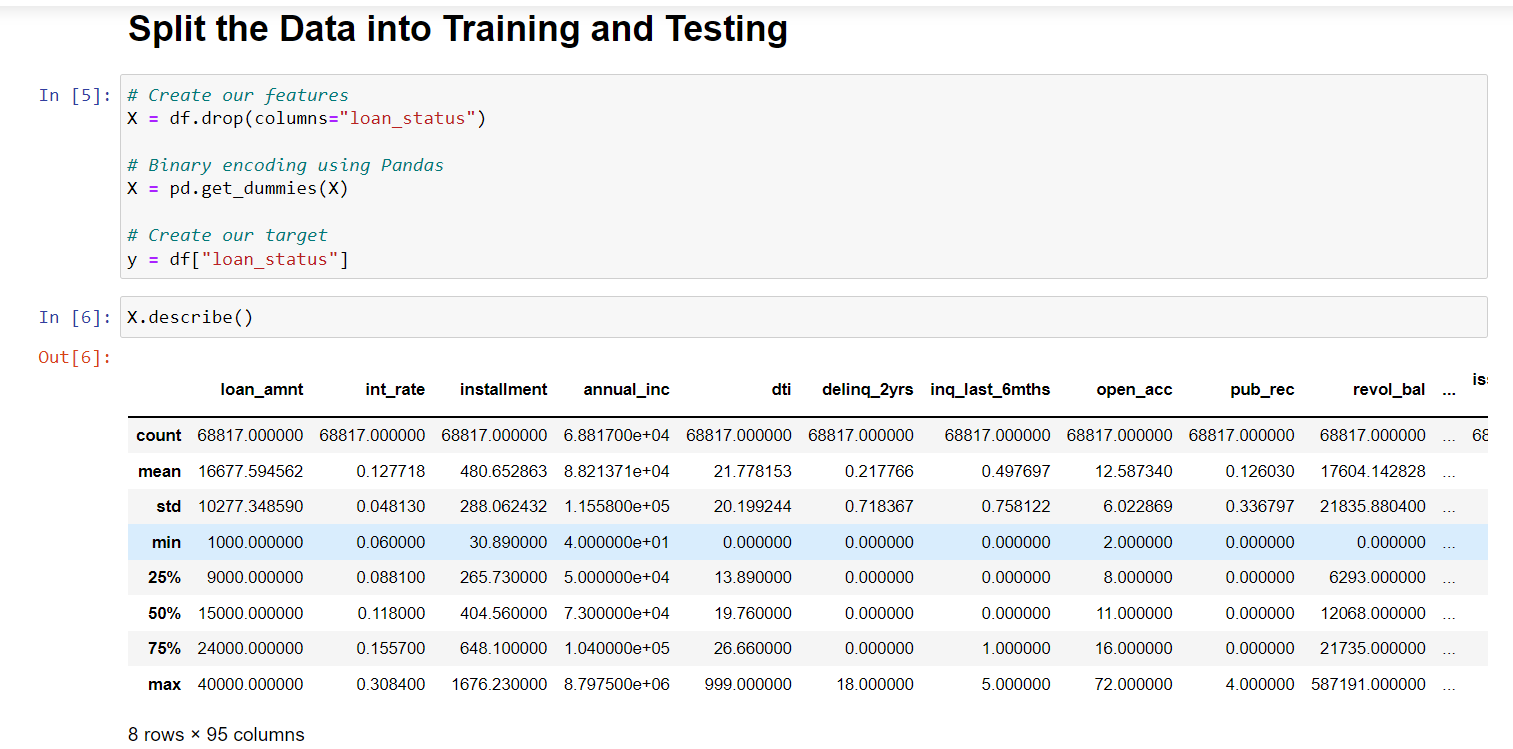 Split the Data into Training and Testing
In [5]: # Create our features
X = df.drop(columns="loan_status")
# Binary encoding using Pandas
X = pd.get_dummies(X)
# Create our target
y = df["loan_status"]
In [6]: X.describe()
Out[6]:
loan_amnt int_rate installment annual_inc dti delinq_2yrs inq_last_6mths open_acc pub_rec revol_bal ...
count 68817.000000 68817.000000 68817.000000 6.881700e+04 68817.000000 68817.000000 68817.000000 68817.000000 68817.000000 68817.000000 ... 68
mean 16677.594562 0.127718 480.652863 8.821371e+04 21.778153 0.217766 0.497697 12.587340 0.126030 17604.142828 ...
std 10277.348590 0.048130 288.062432 1.155800e+05 20.199244 0.718367 0.758122 6.022869 0.336797 21835.880400 ...
min 1000.000000 0.060000 30.890000 4.000000e+01 0.000000 0.000000 0.000000 2.000000 0.000000 0.000000 ...
25% 9000.000000 0.088100 265.730000 5.000000e+04 13.890000 0.000000 0.000000 8.000000 0.000000 6293.000000 ...
50% 15000.000000 0.118000 404.560000 7.300000e+04 19.760000 0.000000 0.000000 11.000000 0.000000 12068.000000 ...
75% 24000.000000 0.155700 648.100000 1.040000e+05 26.660000 0.000000 1.000000 16.000000 0.000000 21735.000000 ...
max 40000.000000 0.308400 1676.230000 8.797500e+06 999.000000 18.000000 5.000000 72.000000 4.000000 587191.000000 ...
8 rows × 95 columns